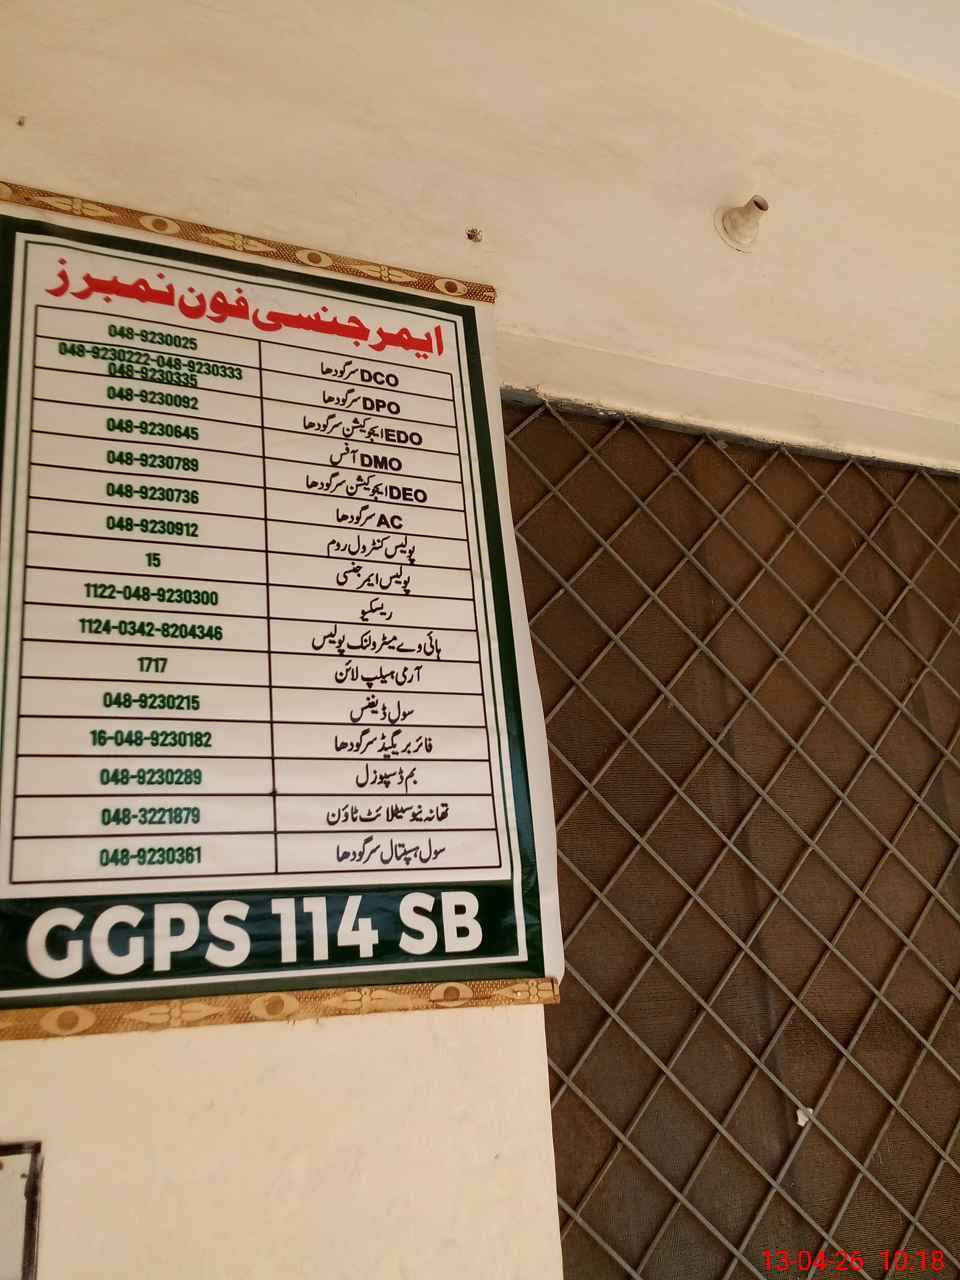 ایمرجنسی فون نمبرز
DCO سرگودھا 048-9230025
DPO سرگودھا 048-9230222-048-9230333
048-9230335
EDO ایجوکیشن سرگودھا 048-9230092
DMO آفس 048-9230645
DEO ایجوکیشن سرگودھا 048-9230789
AC سرگودھا 048-9230736
پولیس کنٹرول روم 048-9230912
پولیس ایمرجنسی 15
ریسکیو 1122-048-9230300
ہائی وے میٹرولنک پولیس 1124-0342-8204346
آرمی ہیلپ لائن 1717
سول ڈیفنس 048-9230215
فائر بریگیڈ سرگودھا 16-048-9230182
بم ڈسپوزل 048-9230289
تھانہ نیو سیٹلائٹ ٹاؤن 048-3221879
سول ہسپتال سرگودھا 048-9230361
GGPS 114 SB
13-04-26 10:18